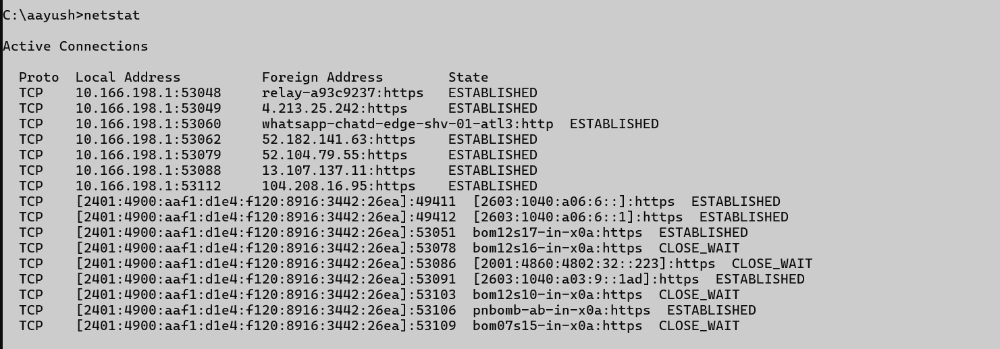 C:\aayush>netstat
Active Connections
Proto  Local Address          Foreign Address        State
TCP    10.166.198.1:53048     relay-a93c9237:https   ESTABLISHED
TCP    10.166.198.1:53049     4.213.25.242:https     ESTABLISHED
TCP    10.166.198.1:53060     whatsapp-chatd-edge-shv-01-atl3:http  ESTABLISHED
TCP    10.166.198.1:53062     52.182.141.63:https    ESTABLISHED
TCP    10.166.198.1:53079     52.104.79.55:https     ESTABLISHED
TCP    10.166.198.1:53088     13.107.137.11:https    ESTABLISHED
TCP    10.166.198.1:53112     104.208.16.95:https    ESTABLISHED
TCP    [2401:4900:aaf1:d1e4:f120:8916:3442:26ea]:49411  [2603:1040:a06:6::]:https  ESTABLISHED
TCP    [2401:4900:aaf1:d1e4:f120:8916:3442:26ea]:49412  [2603:1040:a06:6::1]:https  ESTABLISHED
TCP    [2401:4900:aaf1:d1e4:f120:8916:3442:26ea]:53051  bom12s17-in-x0a:https  ESTABLISHED
TCP    [2401:4900:aaf1:d1e4:f120:8916:3442:26ea]:53078  bom12s16-in-x0a:https  CLOSE_WAIT
TCP    [2401:4900:aaf1:d1e4:f120:8916:3442:26ea]:53086  [2001:4860:4802:32::223]:https  CLOSE_WAIT
TCP    [2401:4900:aaf1:d1e4:f120:8916:3442:26ea]:53091  [2603:1040:a03:9::1ad]:https  ESTABLISHED
TCP    [2401:4900:aaf1:d1e4:f120:8916:3442:26ea]:53103  bom12s10-in-x0a:https  CLOSE_WAIT
TCP    [2401:4900:aaf1:d1e4:f120:8916:3442:26ea]:53106  pnbomb-ab-in-x0a:https  ESTABLISHED
TCP    [2401:4900:aaf1:d1e4:f120:8916:3442:26ea]:53109  bom07s15-in-x0a:https  CLOSE_WAIT